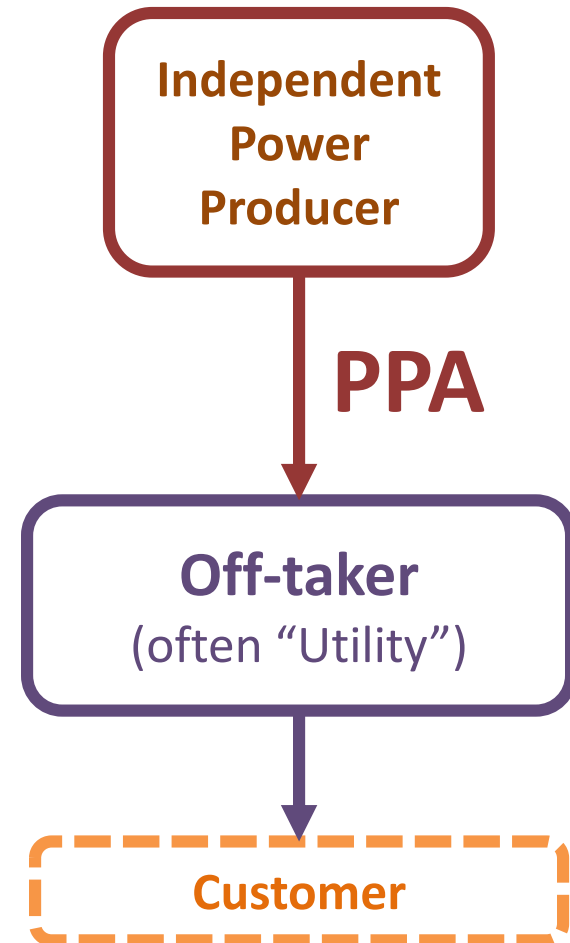 Independent
Power
Producer
PPA
Off-taker
(often “Utility”)
Customer